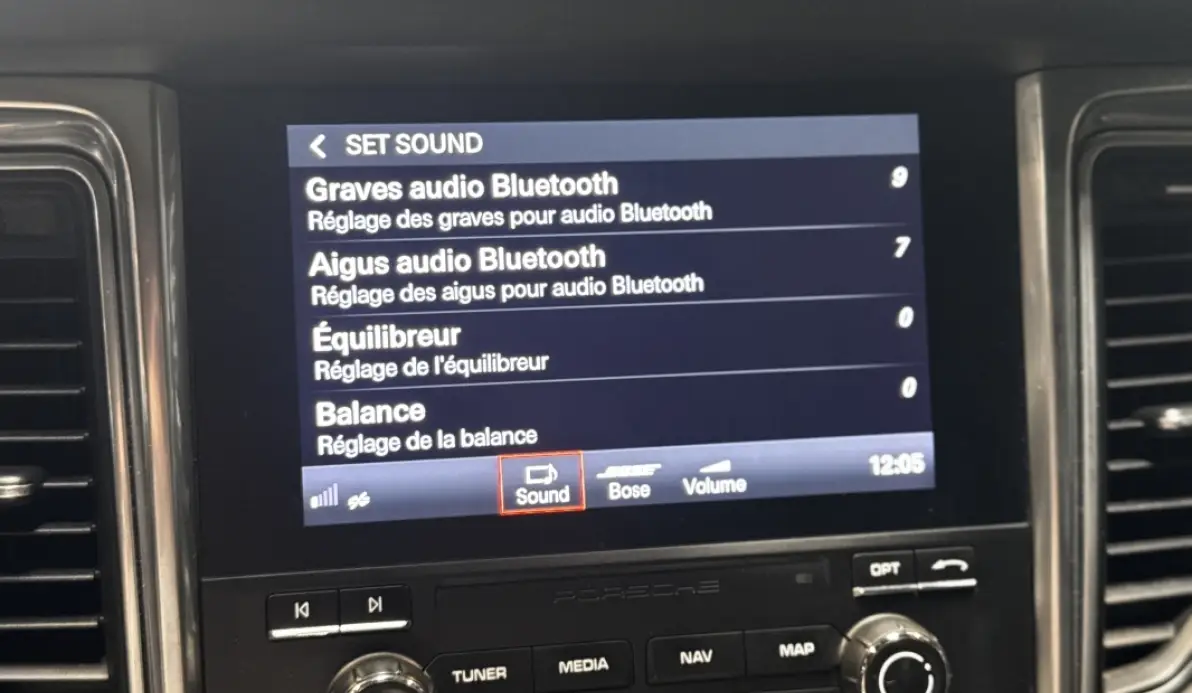 SET SOUND
Graves audio Bluetooth 9
Réglage des graves pour audio Bluetooth
Aigus audio Bluetooth 7
Réglage des aigus pour audio Bluetooth
Équilibreur 0
Réglage de l'équilibreur
Balance 0
Réglage de la balance
Sound
BOSE
Bose
Volume
12:05
OPT
PORSCHE
TUNER
MEDIA
NAV
MAP